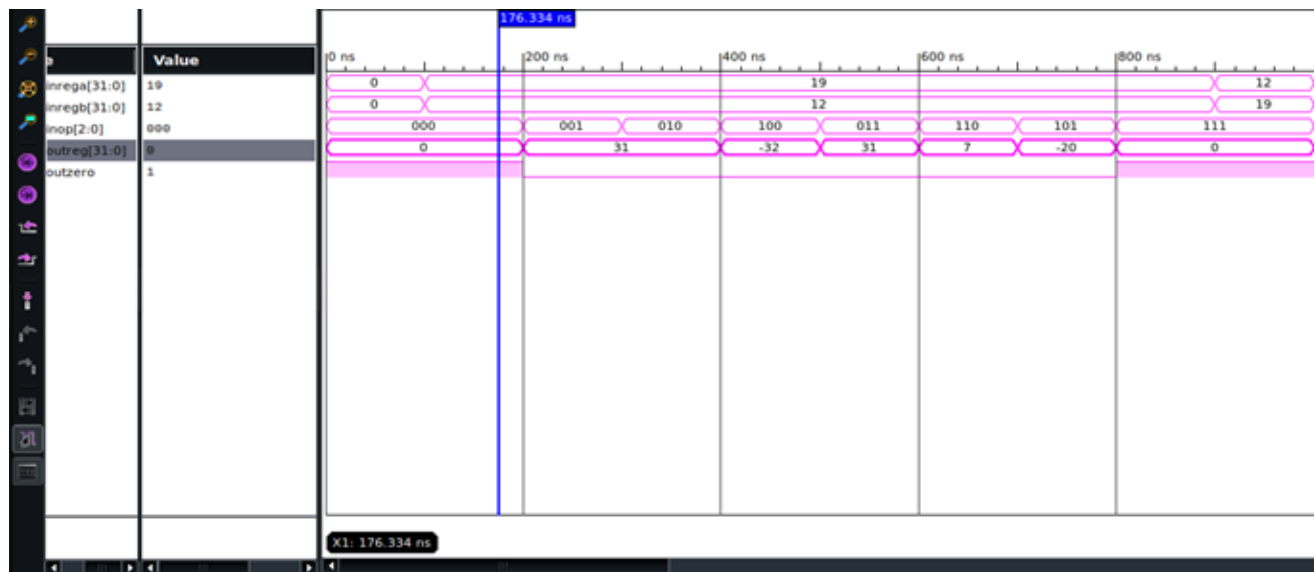 176.334 ns
e Value 0 ns 200 ns 400 ns 600 ns 800 ns
inrega[31:0] 19 0 19 12
inregb[31:0] 12 0 12 19
inop[2:0] 000 000 001 010 100 011 110 101 111
outreg[31:0] 0 0 31 -32 31 7 -20 0
outzero 1
X1: 176.334 ns